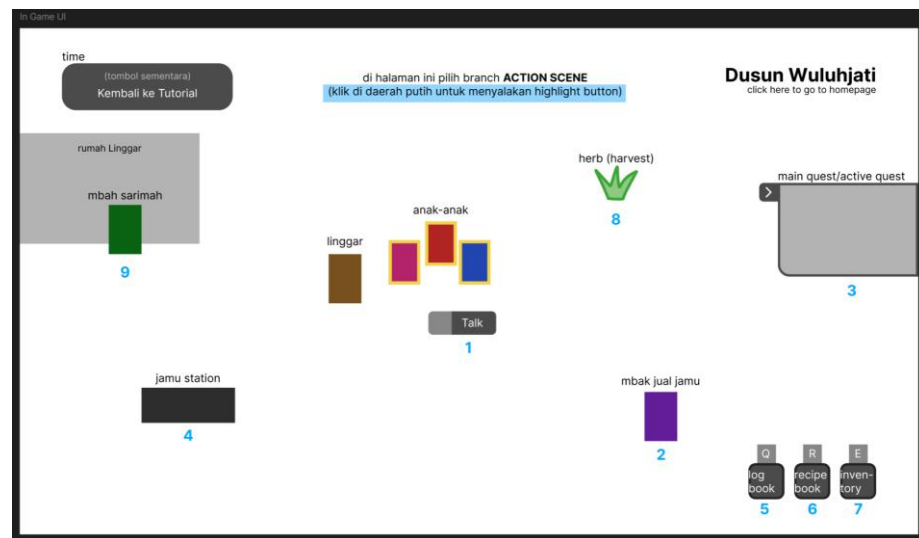 In Game UI
time
(tombol sementara)
Kembali ke Tutorial
di halaman ini pilih branch ACTION SCENE
(klik di daerah putih untuk menyalakan highlight button)
Dusun Wuluhjati
click here to go to homepage
rumah Linggar
mbah sarimah
9
linggar
anak-anak
Talk
1
herb (harvest)
8
main quest/active quest
3
jamu station
4
mbak jual jamu
2
Q
log
book
5
R
recipe
book
6
E
inven-
tory
7